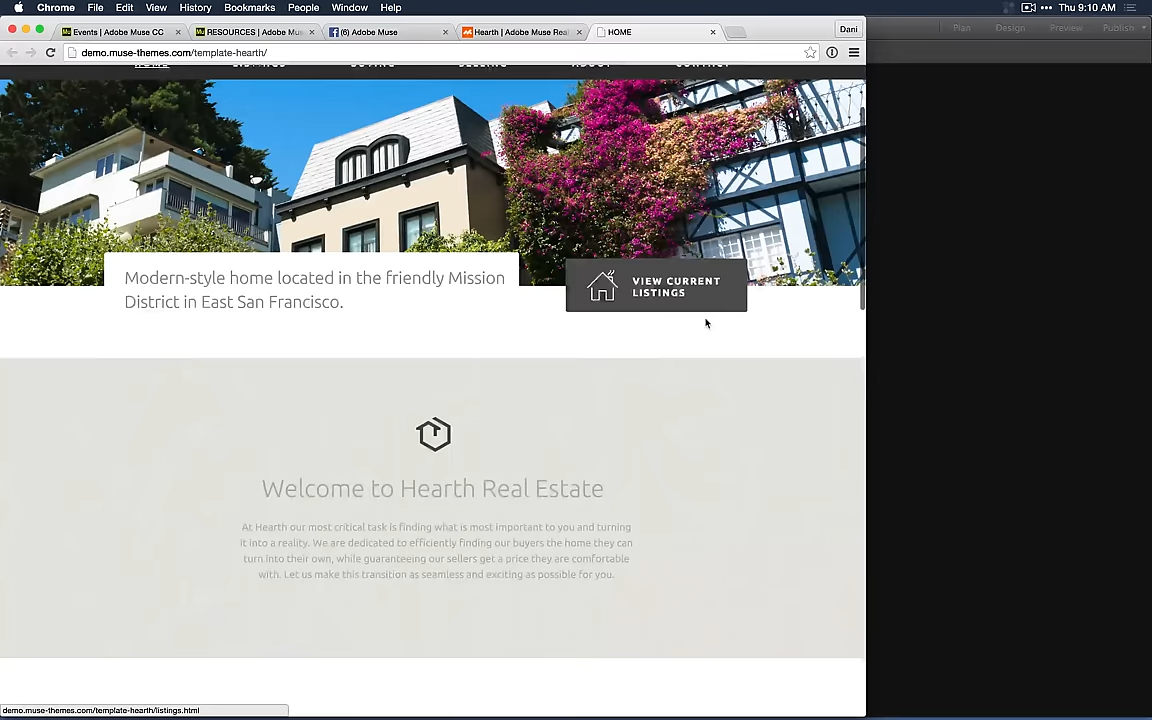 Chrome File Edit View History Bookmarks People Window Help Thu 9:10 AM
Events | Adobe Muse CC
RESOURCES | Adobe Mus
(6) Adobe Muse
Hearth | Adobe Muse Real
HOME
Dani
Plan Design Preview Publish
demo.muse-themes.com/template-hearth/
Modern-style home located in the friendly Mission
District in East San Francisco.
VIEW CURRENT
LISTINGS
Welcome to Hearth Real Estate
At Hearth our most critical task is finding what is most important to you and turning
it into a reality. We are dedicated to efficiently finding our buyers the home they can
turn into their own, while guaranteeing our sellers get a price they are comfortable
with. Let us make this transition as seamless and exciting as possible for you.
demo.muse-themes.com/template-hearth/listings.html